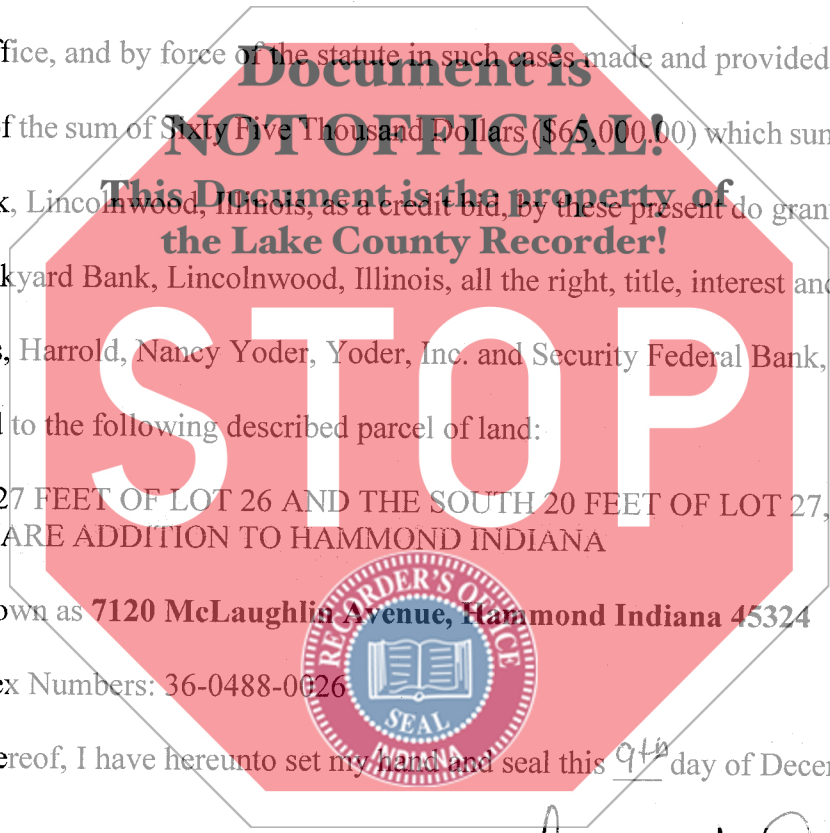 fice, and by force of the statute in such cases made and provided
Document is
f the sum of Sixty Five Thousand Dollars ($65,000.00) which sum
NOT OFFICIAL!
This Document is the property of
Lincolnwood, Illinois, as a credit bid, by these present do grant
the Lake County Recorder!
kyard Bank, Lincolnwood, Illinois, all the right, title, interest and
Harrold, Nancy Yoder, Yoder, Inc. and Security Federal Bank,
to the following described parcel of land:
STOP
27 FEET OF LOT 26 AND THE SOUTH 20 FEET OF LOT 27,
ARE ADDITION TO HAMMOND INDIANA
own as 7120 McLaughlin Avenue, Hammond Indiana 45324
RECORDER'S OFFICE
ex Numbers: 36-0488-0026
SEAL
INDIANA
ereof, I have hereunto set my hand and seal this 9th day of Decem